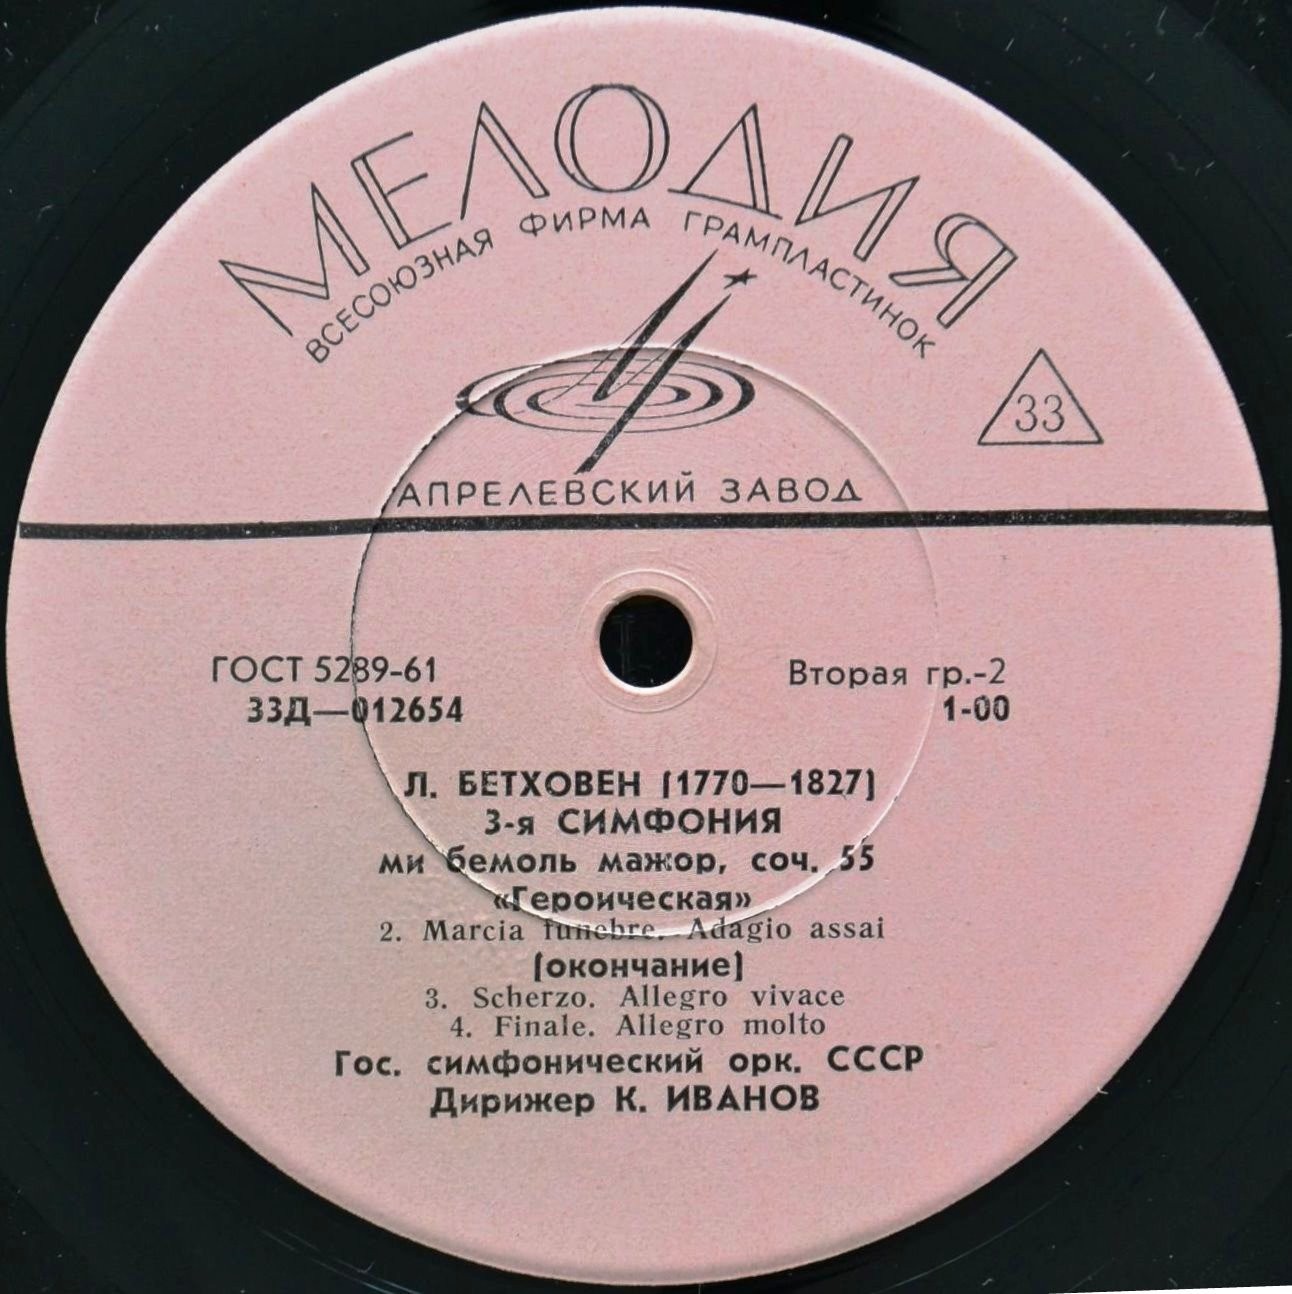 МЕЛОДИЯ
ВСЕСОЮЗНАЯ ФИРМА ГРАМПЛАСТИНОК
33
АПРЕЛЕВСКИЙ ЗАВОД
ГОСТ 5289-61
Вторая гр.-2
33Д—012654
1-00
Л. БЕТХОВЕН (1770—1827)
3-я СИМФОНИЯ
ми бемоль мажор, соч. 55
«Героическая»
2. Marcia funebre. Adagio assai
(окончание)
3. Scherzo. Allegro vivace
4. Finale. Allegro molto
Гос. симфонический орк. СССР
Дирижер К. ИВАНОВ